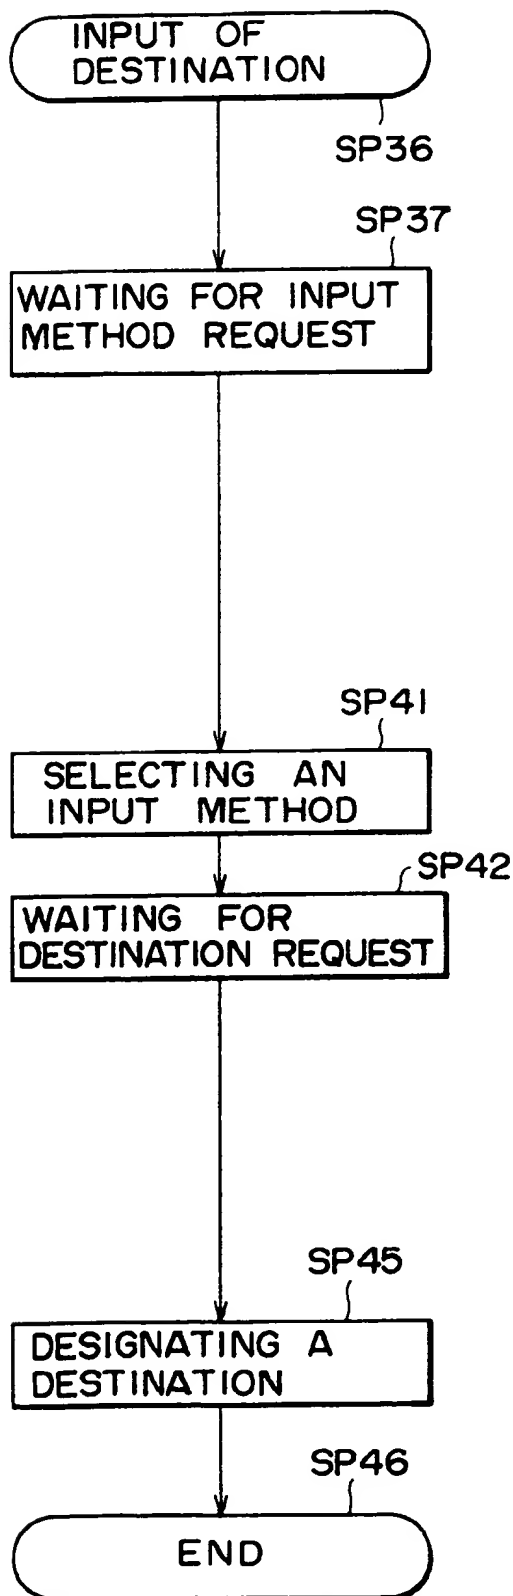 INPUT OF
DESTINATION
SP36
SP37
WAITING FOR INPUT
METHOD REQUEST
SP41
SELECTING AN
INPUT METHOD
SP42
WAITING FOR
DESTINATION REQUEST
SP45
DESIGNATING A
DESTINATION
SP46
END